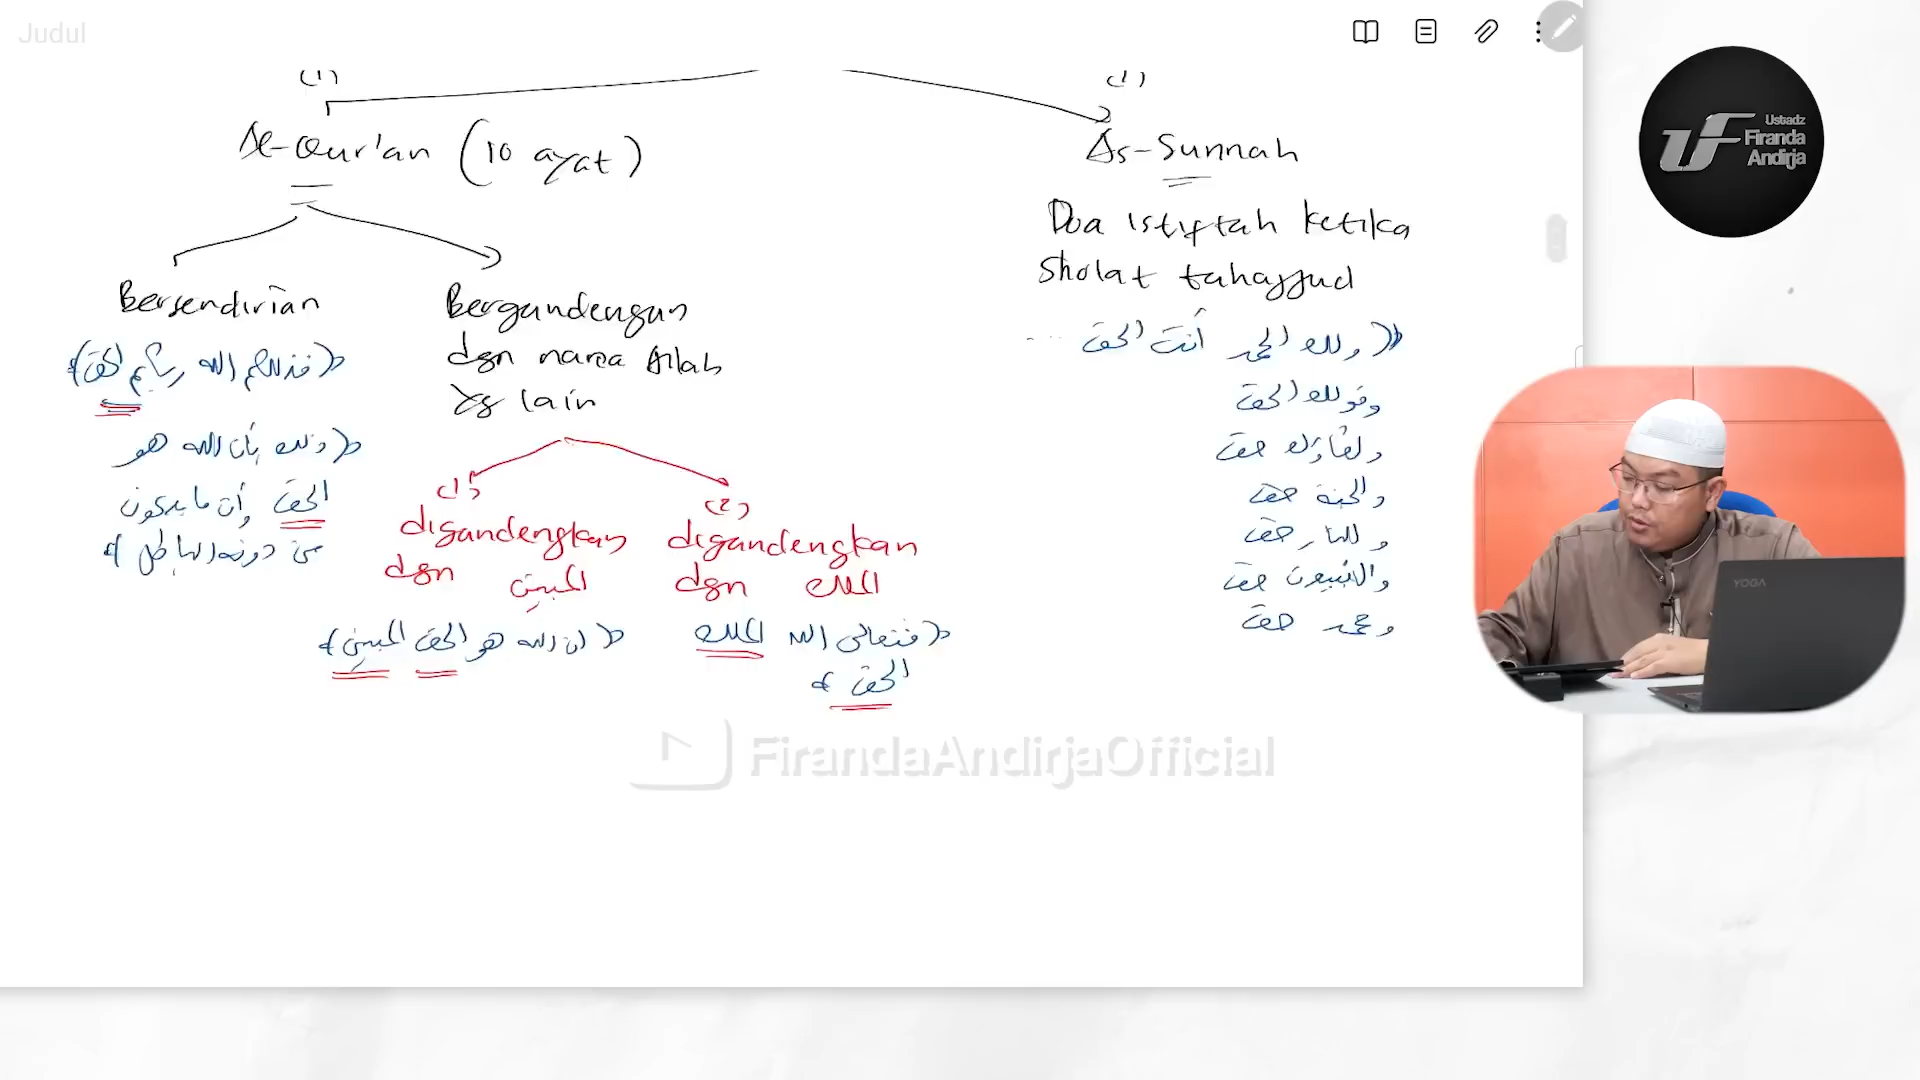 Judul
(1)
Al-Qur'an (10 ayat)
Bersendirian
﴿فذلكم الله ربكم الحق﴾
﴿ذلك بأن الله هو
الحق وأن ما يدعون
من دونه الباطل﴾
Bergandengan
dgn nama Allah
yg lain
(1)
digandengkan
dgn المبين
﴿ان الله هو الحق المبين﴾
(2)
digandengkan
dgn الملك
﴿فتعالى الله الملك
الحق﴾
As-Sunnah
Doa istiftah ketika
sholat tahajjud
((ولك الحمد أنت الحق ...
وقولك الحق
ولقاؤك حق
والجنة حق
والنار حق
والنبيون حق
ومحمد حق
FirandaAndirjaOfficial
UF
Ustadz
Firanda
Andirja
YOGA